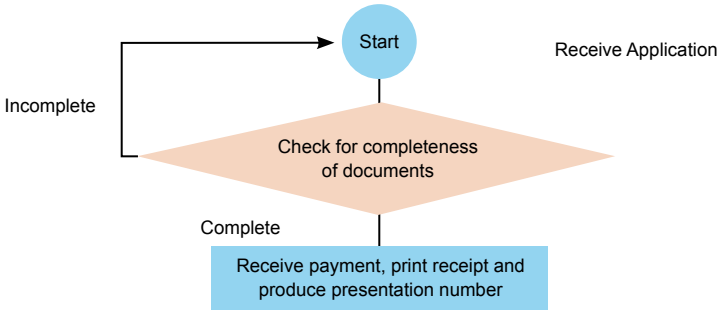 Start
Receive Application
Incomplete
Check for completeness
of documents
Complete
Receive payment, print receipt and
produce presentation number